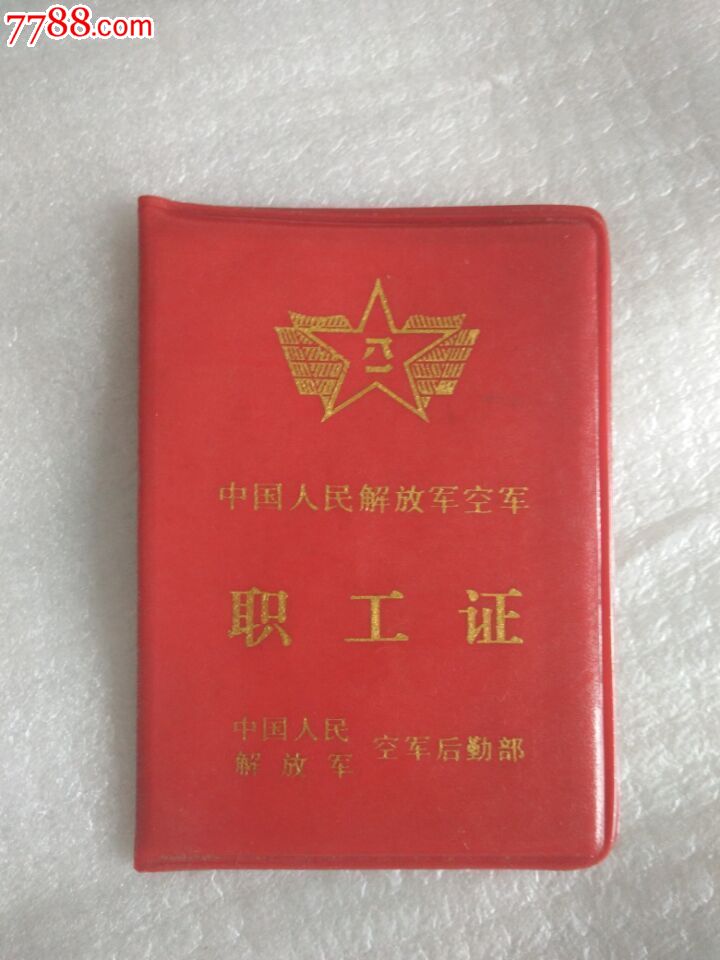 7788.com
八一
中国人民解放军空军
职工证
中国人民
解放军 空军后勤部